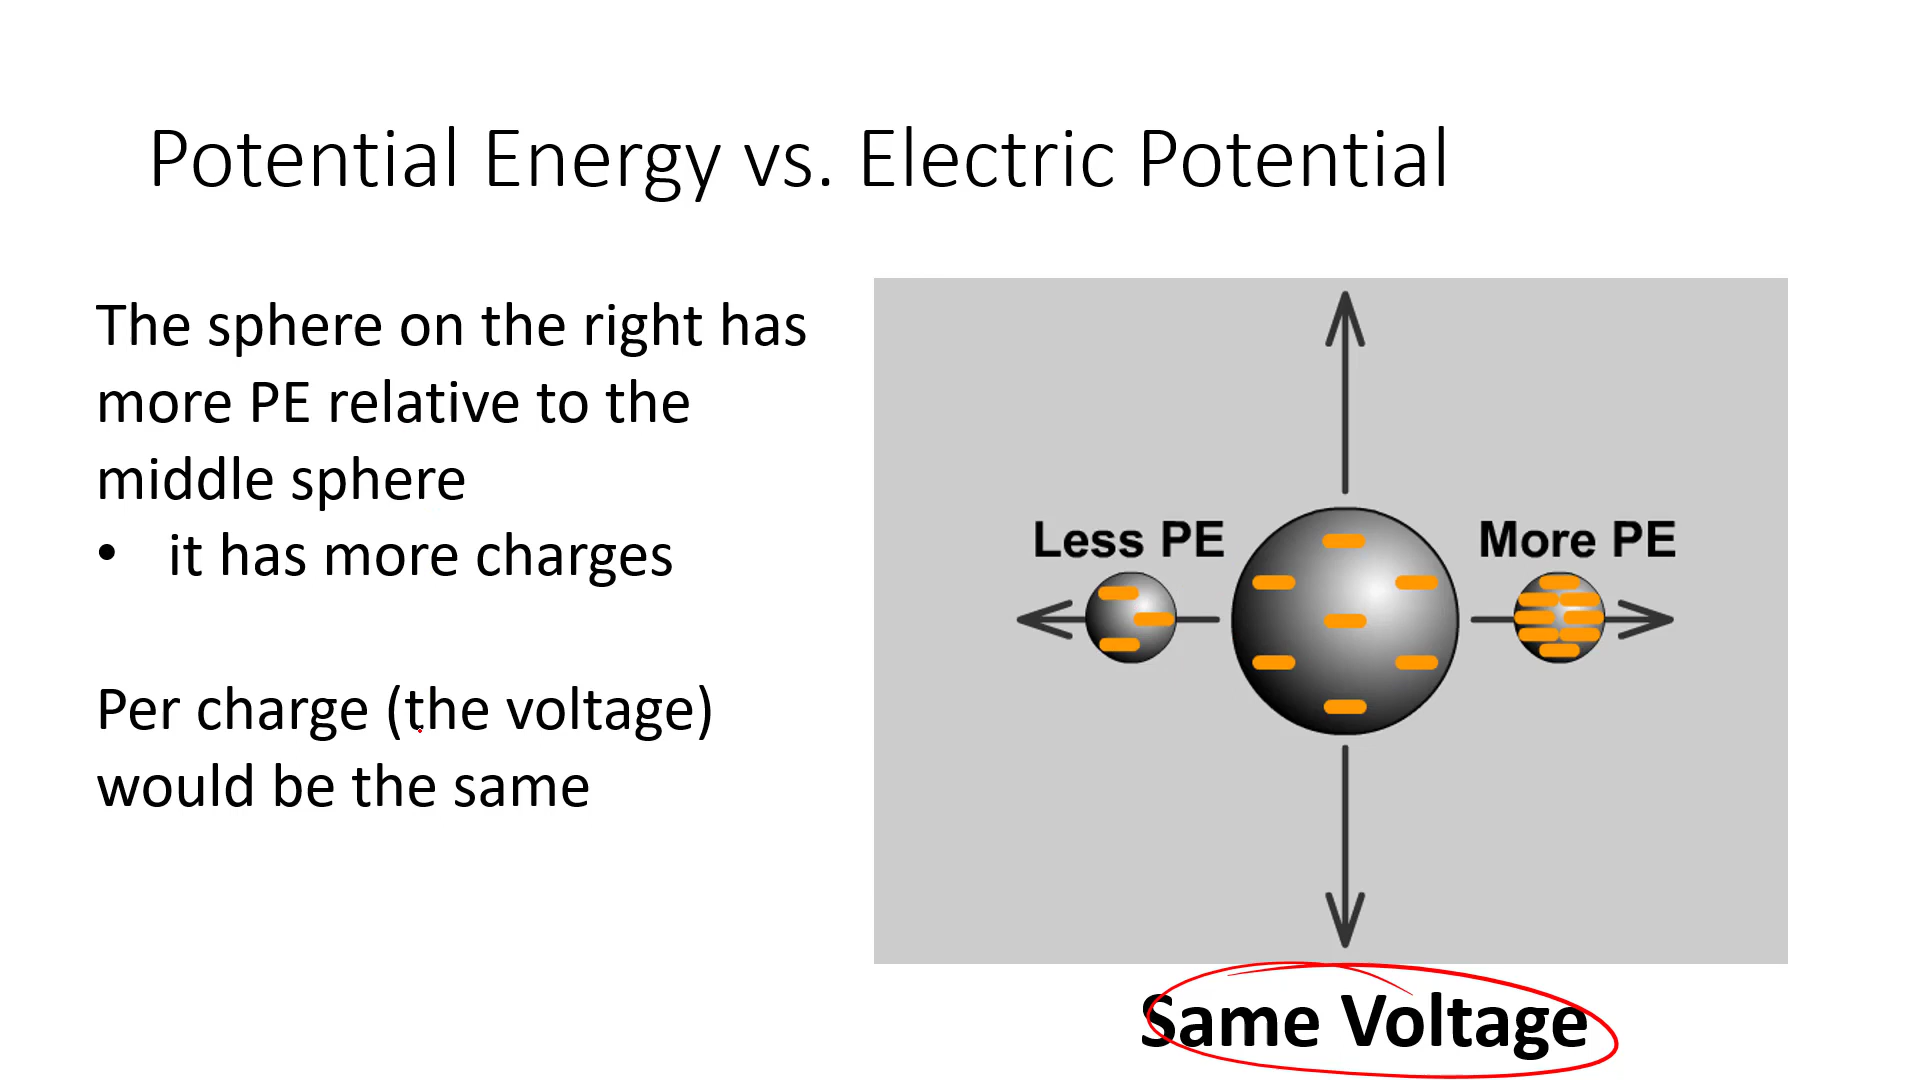 Potential Energy vs. Electric Potential
The sphere on the right has
more PE relative to the
middle sphere
• it has more charges
Per charge (the voltage)
would be the same
Less PE
More PE
Same Voltage